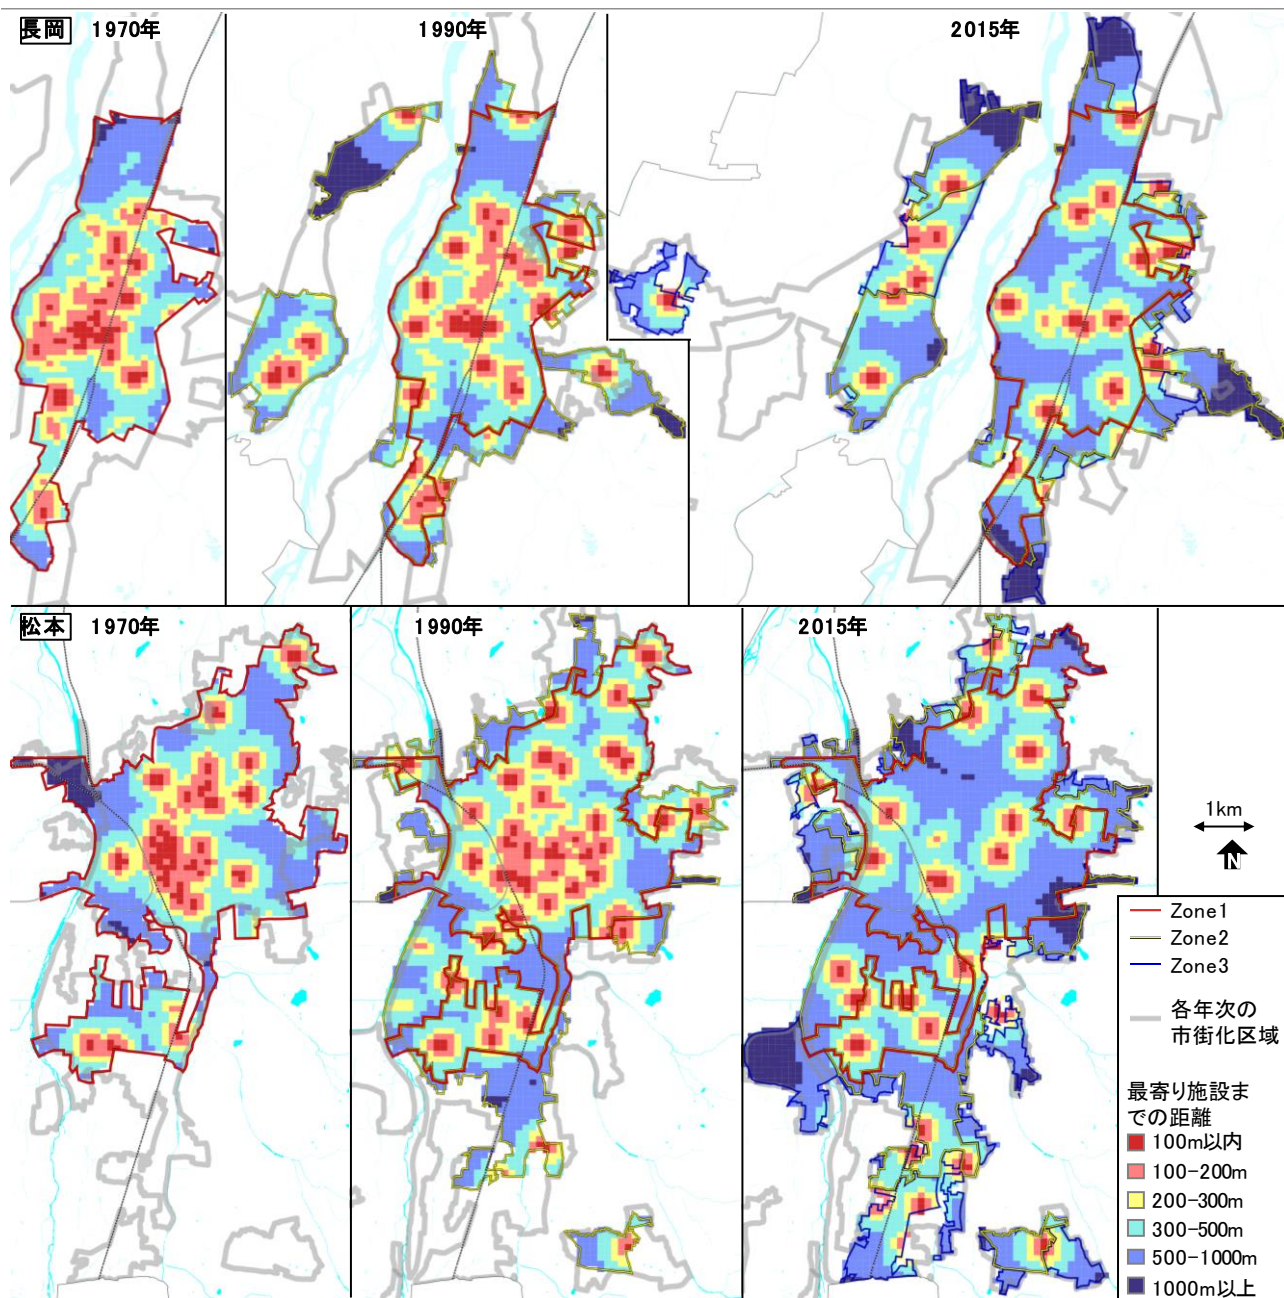 長岡 1970年
1990年
2015年
松本 1970年
1990年
2015年
1km
N
Zone1
Zone2
Zone3
各年次の
市街化区域
最寄り施設ま
での距離
100m以内
100-200m
200-300m
300-500m
500-1000m
1000m以上